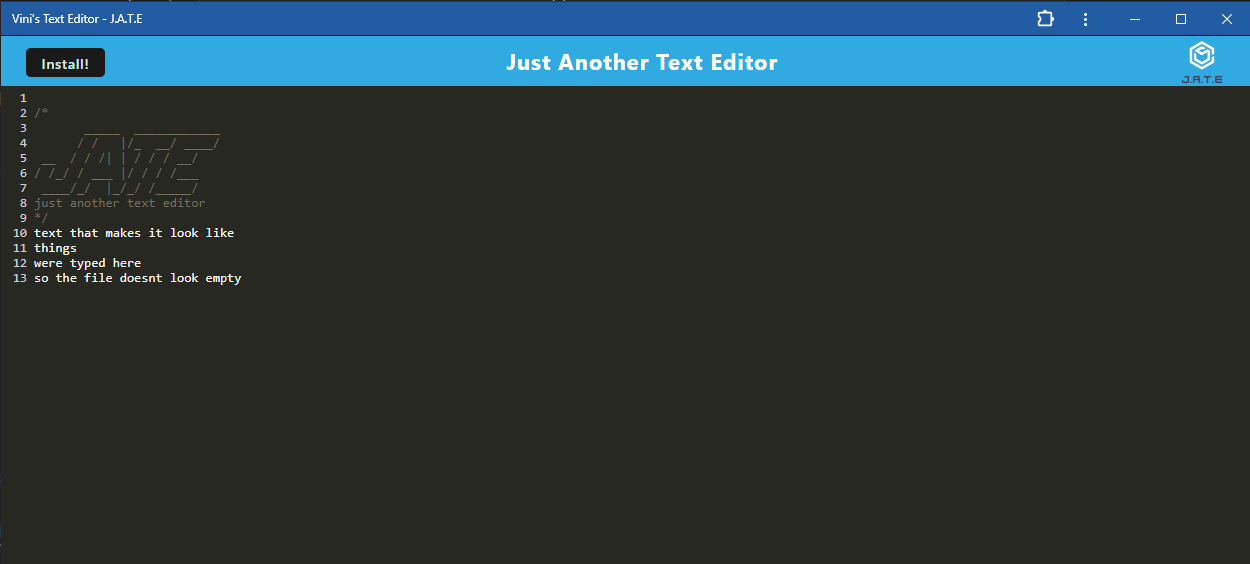 Vini's Text Editor - J.A.T.E
Install!
Just Another Text Editor
J.A.T.E
1
2 /*
3        _____  ____________
4       / /   |/_  __/ ____/
5  __  / / /| | / / / __/
6 / /_/ / ___ |/ / / /___
7  ____/_/  |_/_/ /_____/
8 just another text editor
9 */
10 text that makes it look like
11 things
12 were typed here
13 so the file doesnt look empty